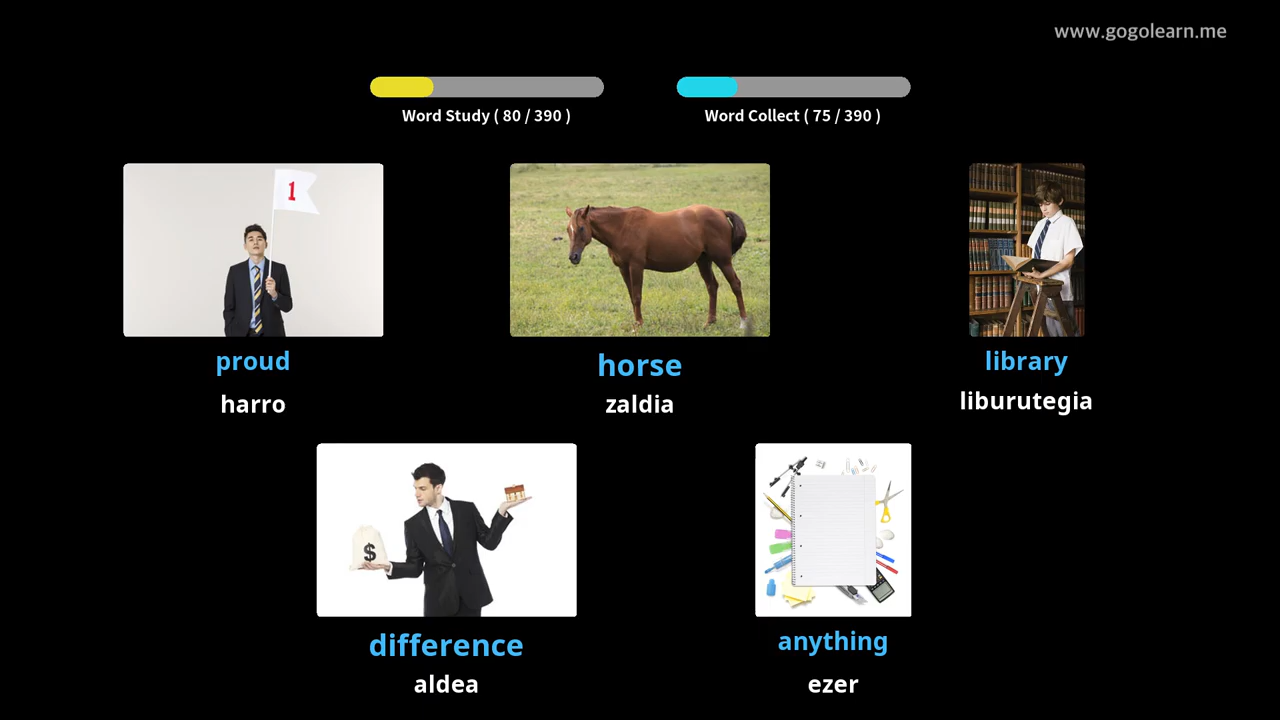 www.gogolearn.me
Word Study ( 80 / 390 )
Word Collect ( 75 / 390 )
1
proud
horse
library
harro
zaldia
liburutegia
$
difference
anything
aldea
ezer